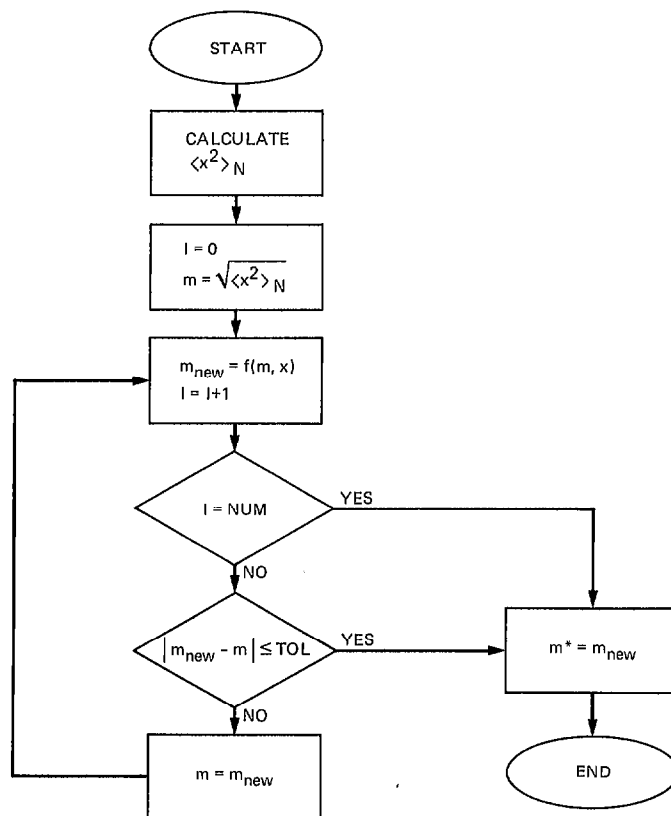 START
CALCULATE
⟨x²⟩N
I = 0
m = √⟨x²⟩N
mnew = f(m, x)
I = I+1
I = NUM
YES
NO
|mnew – m| ≤ TOL
YES
m* = mnew
NO
m = mnew
END